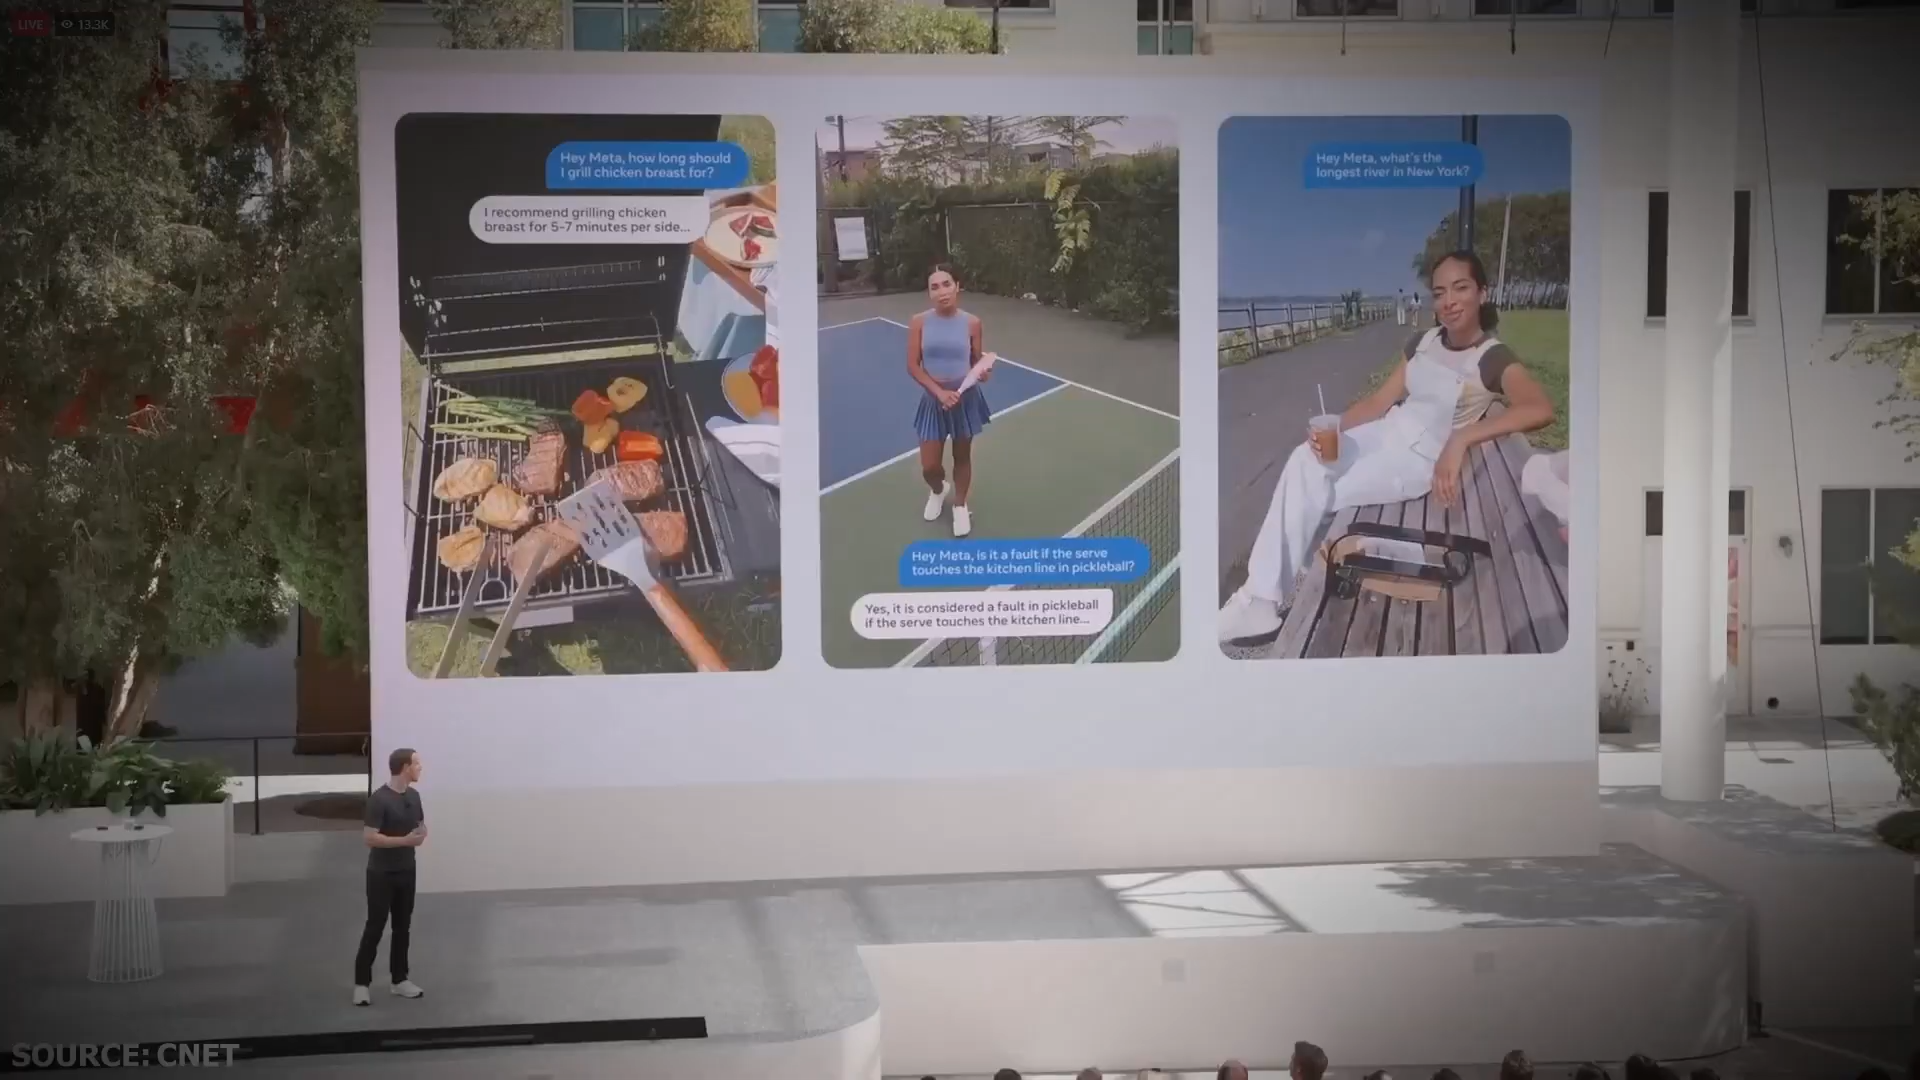 LIVE
13.3K
Hey Meta, how long should
I grill chicken breast for?
I recommend grilling chicken
breast for 5-7 minutes per side...
Hey Meta, is it a fault if the serve
touches the kitchen line in pickleball?
Yes, it is considered a fault in pickleball
if the serve touches the kitchen line...
Hey Meta, what's the
longest river in New York?
SOURCE: CNET